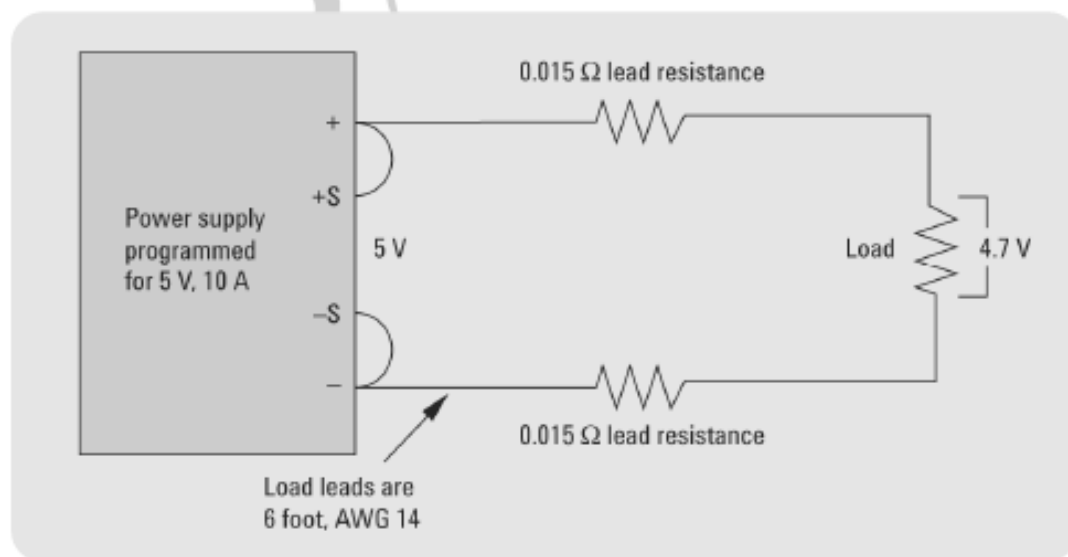 0.015 Ω lead resistance
+
+S
Power supply
programmed
for 5 V, 10 A
5 V
Load
4.7 V
–S
–
0.015 Ω lead resistance
Load leads are
6 foot, AWG 14